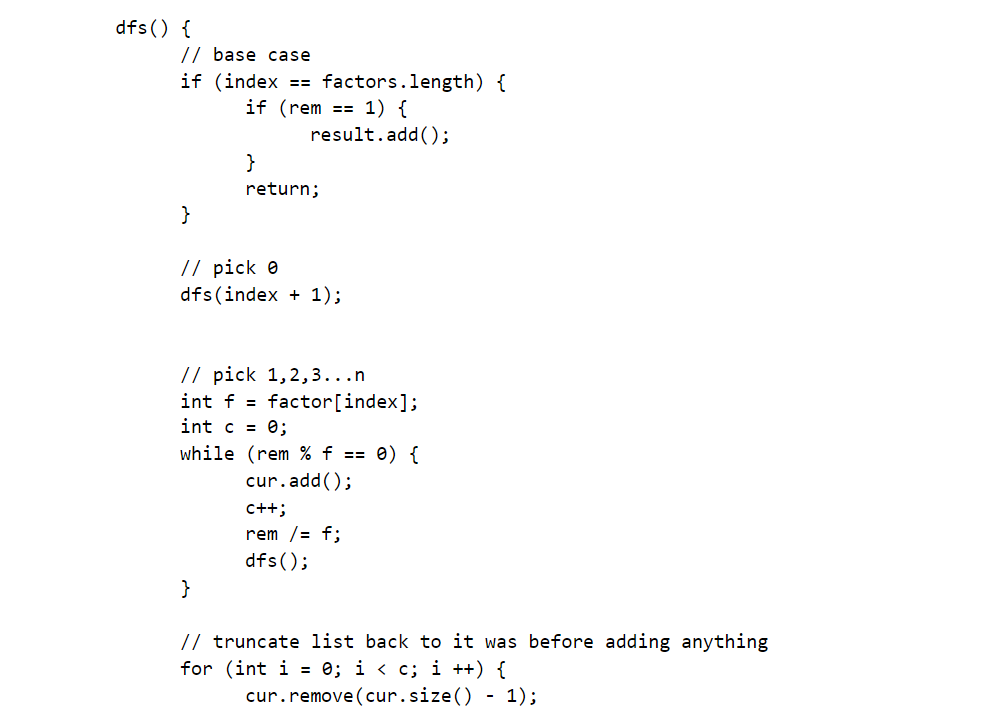 dfs() {
// base case
if (index == factors.length) {
if (rem == 1) {
result.add();
}
return;
}
// pick 0
dfs(index + 1);
// pick 1,2,3...n
int f = factor[index];
int c = 0;
while (rem % f == 0) {
cur.add();
c++;
rem /= f;
dfs();
}
// truncate list back to it was before adding anything
for (int i = 0; i < c; i ++) {
cur.remove(cur.size() - 1);